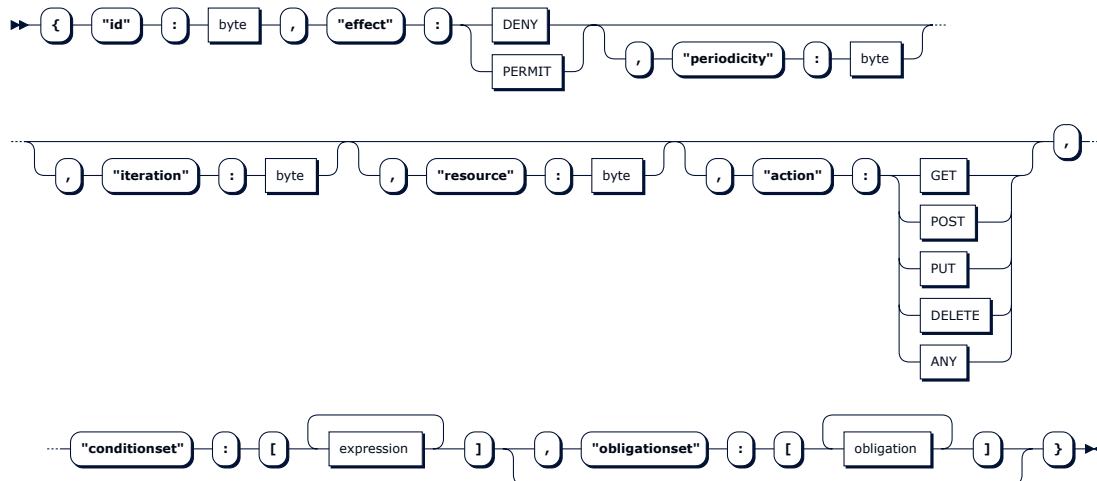 { "id" : byte , "effect" : DENY
PERMIT , "periodicity" : byte
, "iteration" : byte , "resource" : byte , "action" : GET ,
POST
PUT
DELETE
ANY
"conditionset" : [ expression ] , "obligationset" : [ obligation ] }